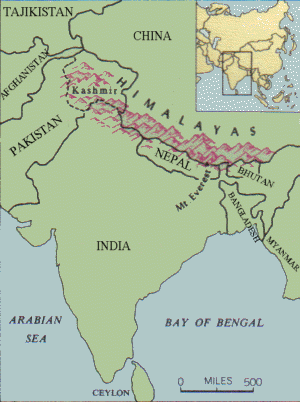 TAJIKISTAN
CHINA
AFGHANISTAN
HIMALAYAS
Kashmir
PAKISTAN
NEPAL
Mt Everest
BHUTAN
BANGLADESH
MYANMAR
INDIA
ARABIAN
SEA
BAY OF BENGAL
CEYLON
0 MILES 500